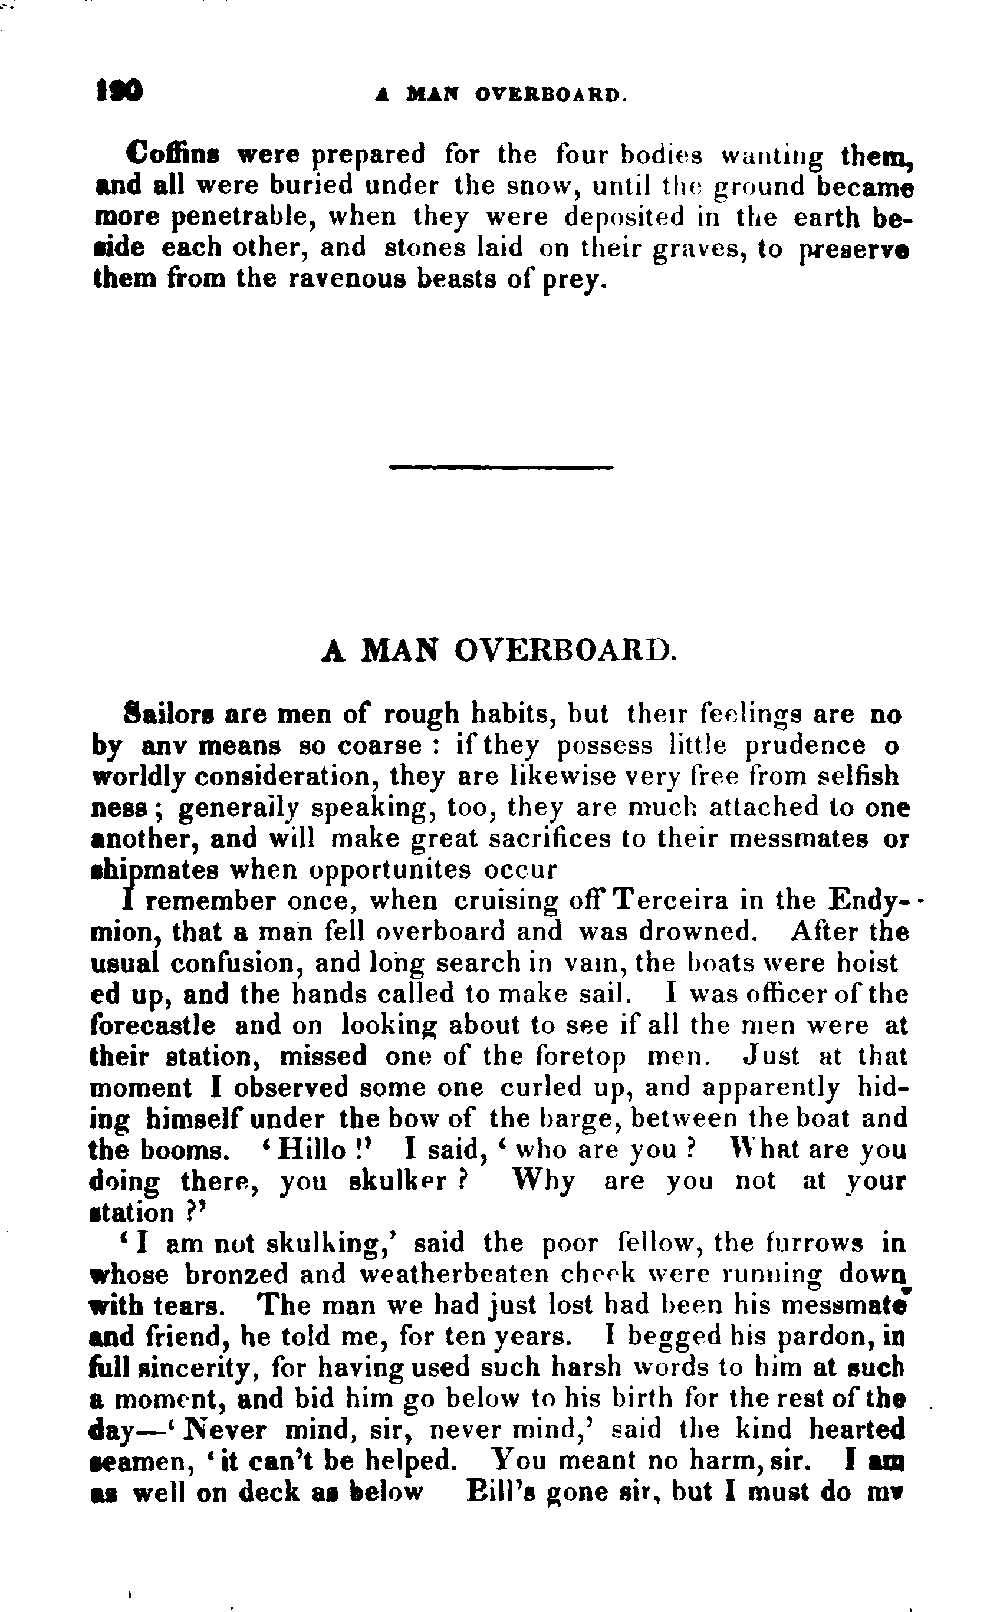 190 A MAN OVERBOARD.
Coffins were prepared for the four bodies wanting them,
and all were buried under the snow, until the ground became
more penetrable, when they were deposited in the earth be-
side each other, and stones laid on their graves, to preserve
them from the ravenous beasts of prey.
A MAN OVERBOARD.
Sailors are men of rough habits, but their feelings are no
by any means so coarse : if they possess little prudence o
worldly consideration, they are likewise very free from selfish
ness ; generally speaking, too, they are much attached to one
another, and will make great sacrifices to their messmates or
shipmates when opportunites occur
I remember once, when cruising off Terceira in the Endy-
mion, that a man fell overboard and was drowned. After the
usual confusion, and long search in vain, the boats were hoist
ed up, and the hands called to make sail. I was officer of the
forecastle and on looking about to see if all the men were at
their station, missed one of the foretop men. Just at that
moment I observed some one curled up, and apparently hid-
ing himself under the bow of the barge, between the boat and
the booms. ‘ Hillo !’ I said, ‘ who are you ? What are you
doing there, you skulker ? Why are you not at your
station ?’
‘ I am not skulking,’ said the poor fellow, the furrows in
whose bronzed and weatherbeaten cheek were running down
with tears. The man we had just lost had been his messmate
and friend, he told me, for ten years. I begged his pardon, in
full sincerity, for having used such harsh words to him at such
a moment, and bid him go below to his birth for the rest of the
day—‘ Never mind, sir, never mind,’ said the kind hearted
seamen, ‘ it can’t be helped. You meant no harm, sir. I am
as well on deck as below Bill’s gone sir, but I must do my